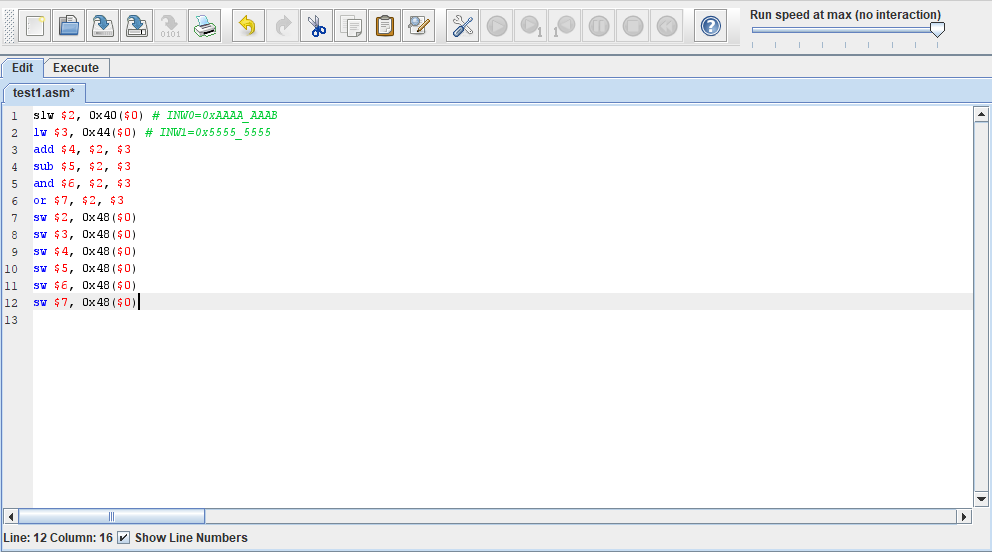 Run speed at max (no interaction)
0101
1
1
Edit Execute
test1.asm*
1 slw $2, 0x40($0) # INW0=0xAAAA_AAAB
2 lw $3, 0x44($0) # INW1=0x5555_5555
3 add $4, $2, $3
4 sub $5, $2, $3
5 and $6, $2, $3
6 or $7, $2, $3
7 sw $2, 0x48($0)
8 sw $3, 0x48($0)
9 sw $4, 0x48($0)
10 sw $5, 0x48($0)
11 sw $6, 0x48($0)
12 sw $7, 0x48($0)
13
Line: 12 Column: 16 Show Line Numbers